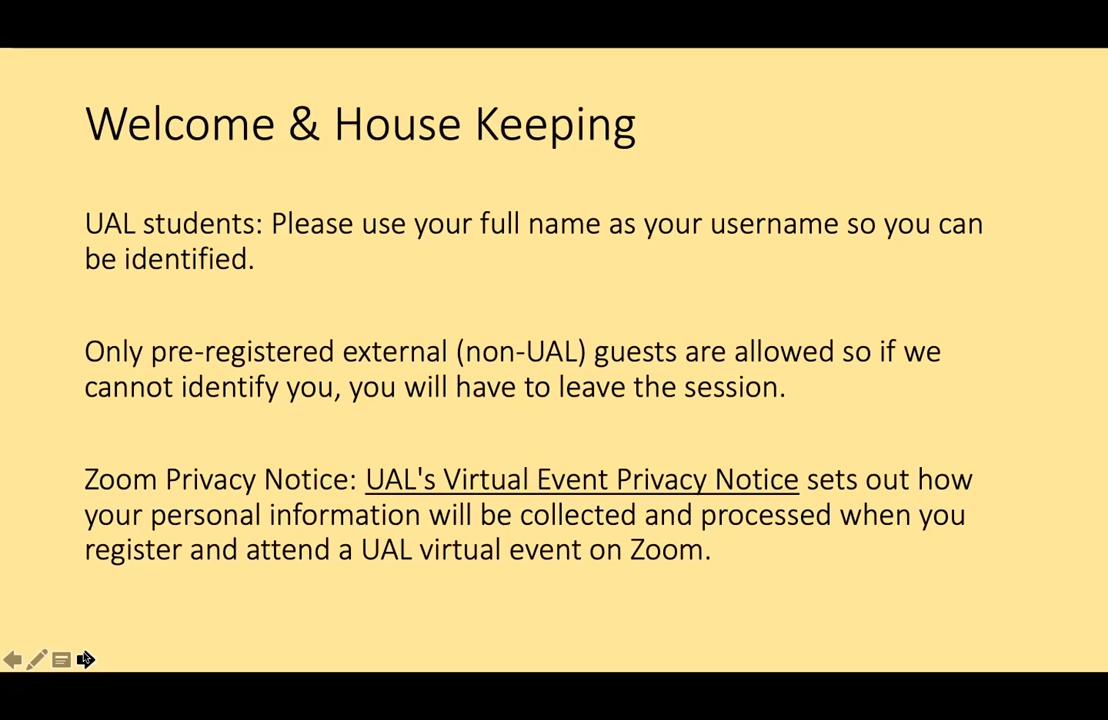 Welcome & House Keeping
UAL students: Please use your full name as your username so you can
be identified.
Only pre-registered external (non-UAL) guests are allowed so if we
cannot identify you, you will have to leave the session.
Zoom Privacy Notice: UAL's Virtual Event Privacy Notice sets out how
your personal information will be collected and processed when you
register and attend a UAL virtual event on Zoom.